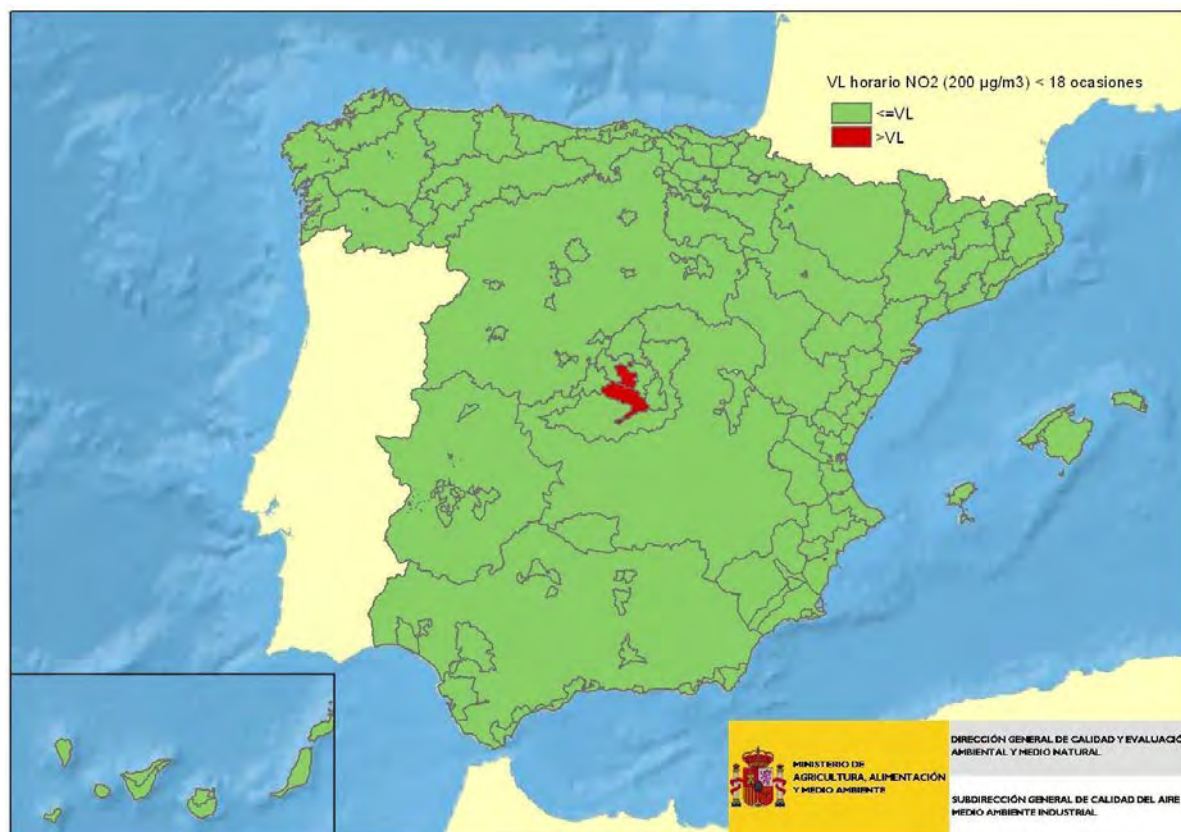 VL horario NO2 (200 µg/m3) < 18 ocasiones
<=VL
>VL
MINISTERIO DE
AGRICULTURA, ALIMENTACIÓN
Y MEDIO AMBIENTE
DIRECCIÓN GENERAL DE CALIDAD Y EVALUACIÓ
AMBIENTAL Y MEDIO NATURAL
SUBDIRECCIÓN GENERAL DE CALIDAD DEL AIRE
MEDIO AMBIENTE INDUSTRIAL